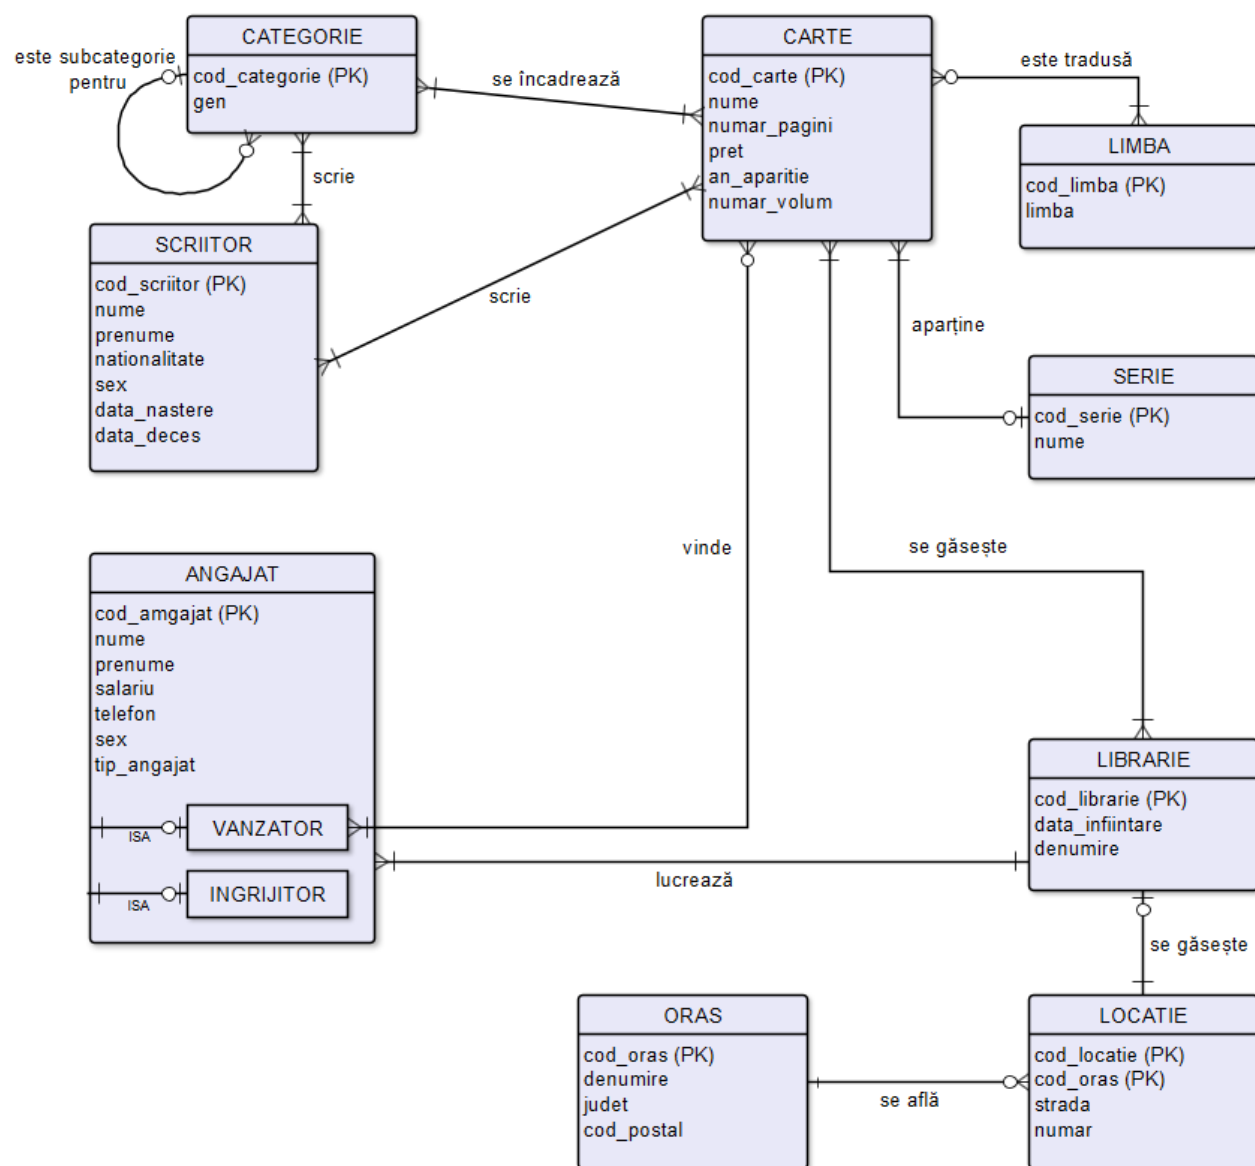 CATEGORIE
cod_categorie (PK)
gen
este subcategorie
pentru
se încadrează
CARTE
cod_carte (PK)
nume
numar_pagini
pret
an_aparitie
numar_volum
este tradusă
LIMBA
cod_limba (PK)
limba
scrie
SCRIITOR
cod_scriitor (PK)
nume
prenume
nationalitate
sex
data_nastere
data_deces
scrie
aparține
SERIE
cod_serie (PK)
nume
vinde
se găsește
ANGAJAT
cod_amgajat (PK)
nume
prenume
salariu
telefon
sex
tip_angajat
ISA
VANZATOR
ISA
INGRIJITOR
lucrează
LIBRARIE
cod_librarie (PK)
data_infiintare
denumire
se găsește
ORAS
cod_oras (PK)
denumire
judet
cod_postal
se află
LOCATIE
cod_locatie (PK)
cod_oras (PK)
strada
numar